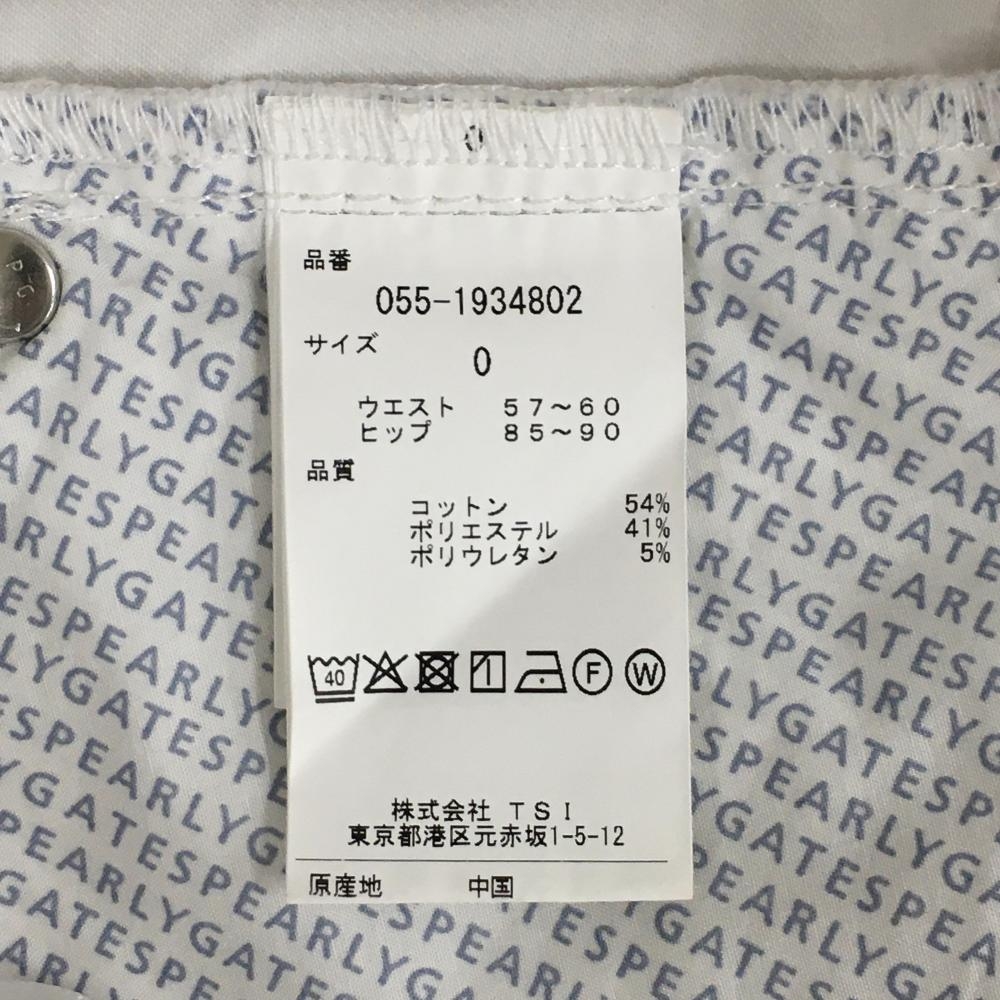 0
品番
055-1934802
サイズ
0
ウエスト 57～60
ヒップ 85～90
品質
コットン 54%
ポリエステル 41%
ポリウレタン 5%
40 1 F W
株式会社 TSI
東京都港区元赤坂1-5-12
原産地 中国
PEARLYGATESPEARLYGATES